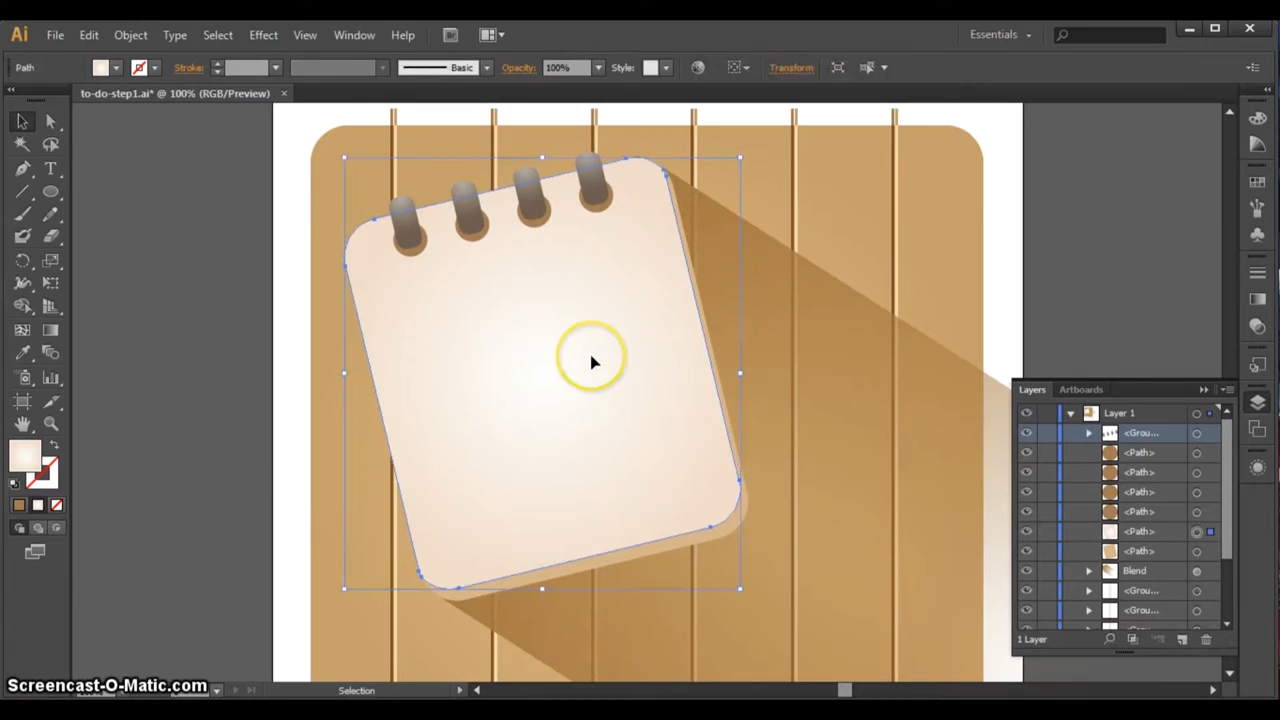 Ai File Edit Object Type Select Effect View Window Help Br Essentials
Path Stroke: Basic Opacity: 100% Style: Transform
to-do-step1.ai* @ 100% (RGB/Preview)
Layers Artboards
Layer 1
<Grou...
<Path>
<Path>
<Path>
<Path>
<Path>
<Path>
Blend
<Grou...
<Grou...
1 Layer
Selection
Screencast-O-Matic.com